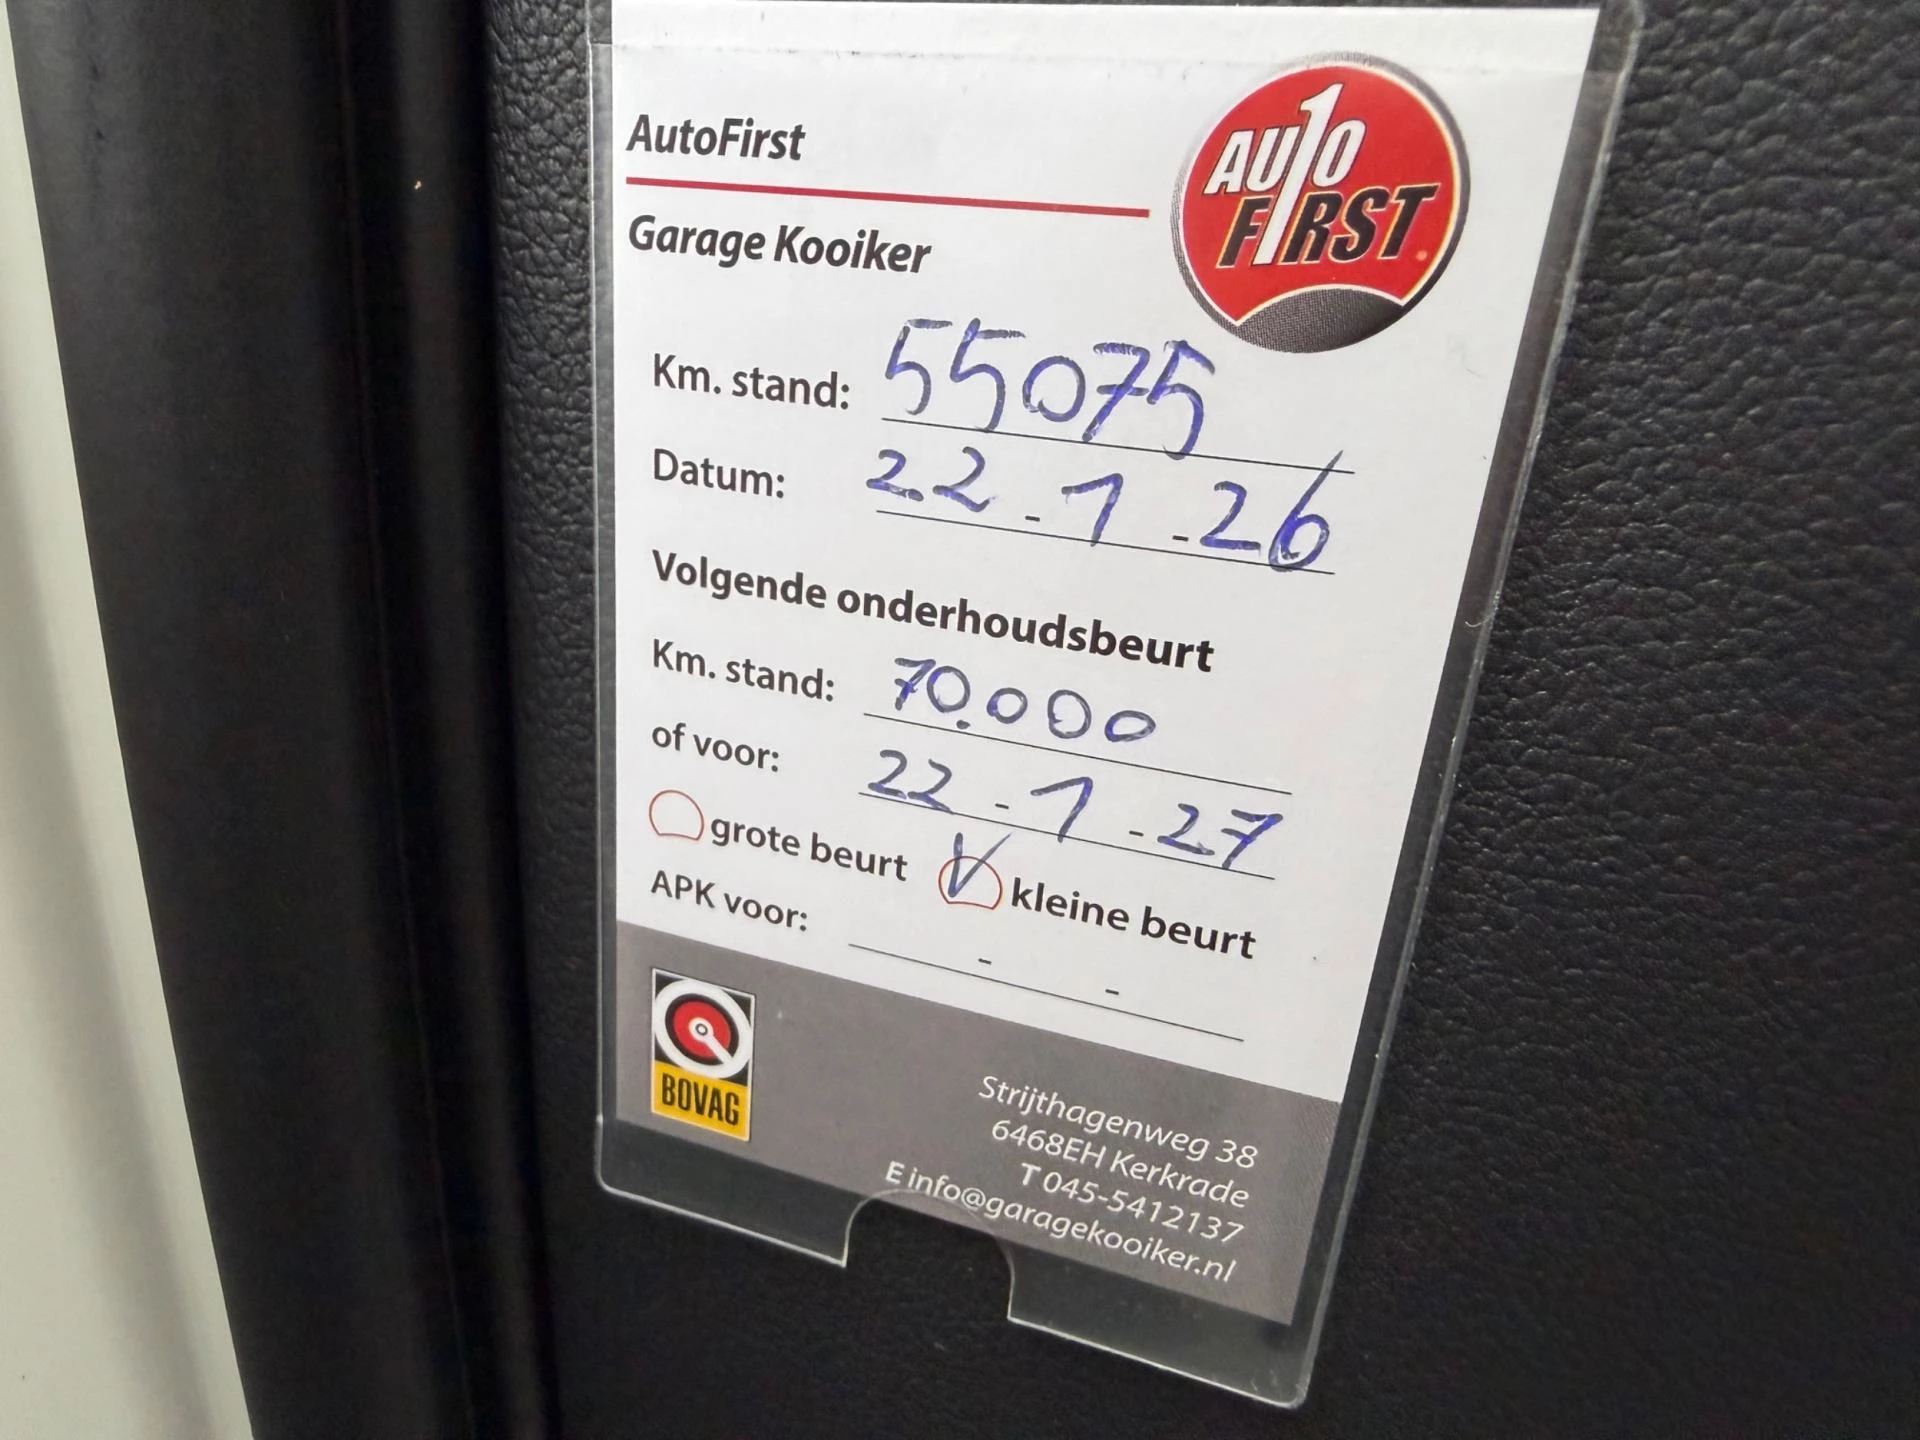 AutoFirst
AUTO
FIRST
Garage Kooiker
Km. stand: 55075
Datum: 22 - 1 - 26
Volgende onderhoudsbeurt
Km. stand: 70.000
of voor: 22 - 1 - 27
grote beurt V kleine beurt
APK voor: - -
BOVAG
Strijthagenweg 38
6468EH Kerkrade
T 045-5412137
E info@garagekooiker.nl